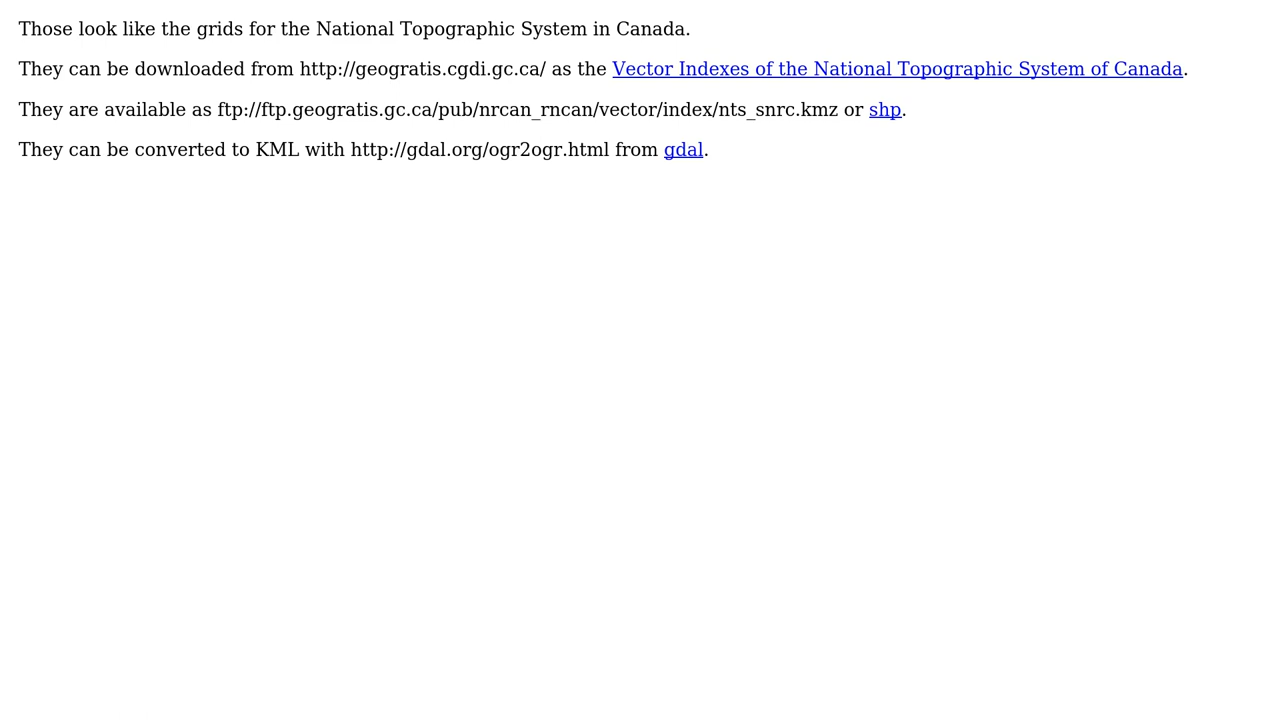 Those look like the grids for the National Topographic System in Canada.
They can be downloaded from http://geogratis.cgdi.gc.ca/ as the Vector Indexes of the National Topographic System of Canada.
They are available as ftp://ftp.geogratis.gc.ca/pub/nrcan_rncan/vector/index/nts_snrc.kmz or shp.
They can be converted to KML with http://gdal.org/ogr2ogr.html from gdal.